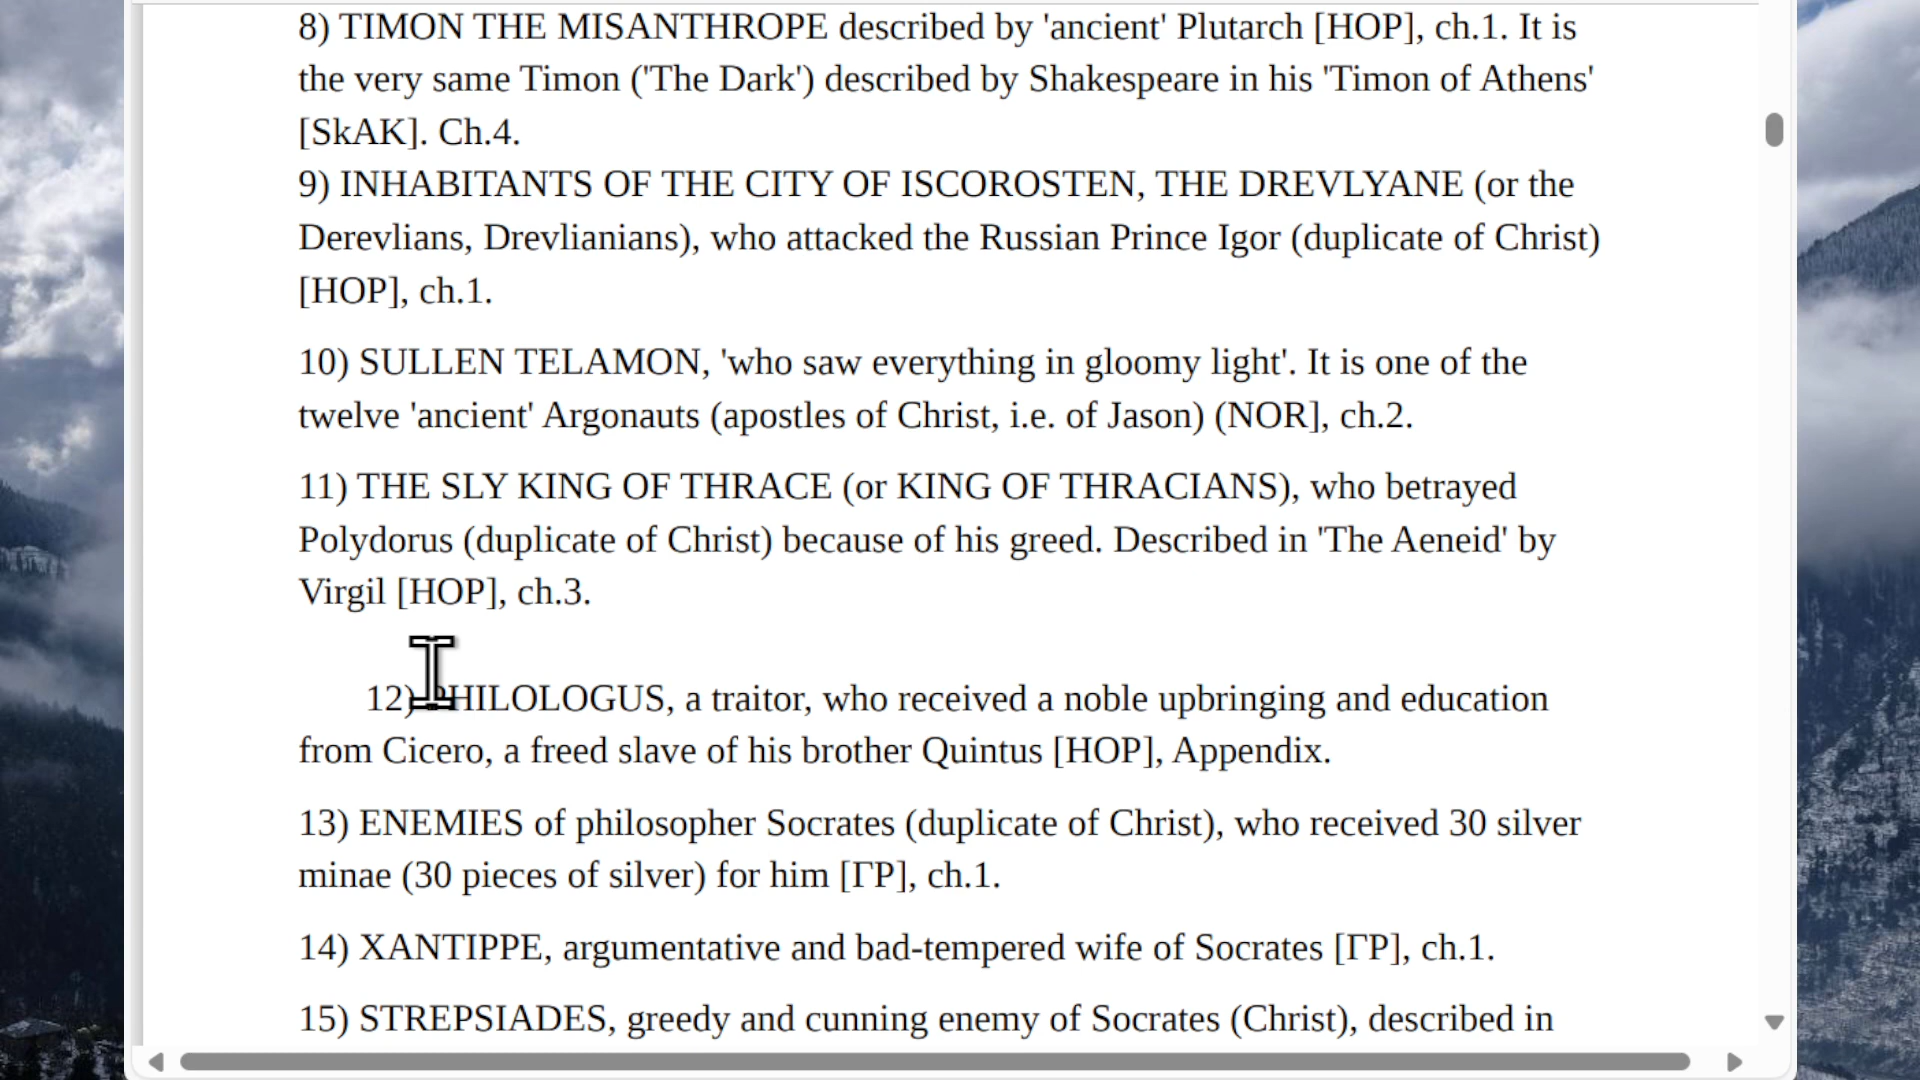 8) TIMON THE MISANTHROPE described by 'ancient' Plutarch [HOP], ch.1. It is
the very same Timon ('The Dark') described by Shakespeare in his 'Timon of Athens'
[SkAK]. Ch.4.
9) INHABITANTS OF THE CITY OF ISCOROSTEN, THE DREVLYANE (or the
Derevlians, Drevlianians), who attacked the Russian Prince Igor (duplicate of Christ)
[HOP], ch.1.
10) SULLEN TELAMON, 'who saw everything in gloomy light'. It is one of the
twelve 'ancient' Argonauts (apostles of Christ, i.e. of Jason) (NOR], ch.2.
11) THE SLY KING OF THRACE (or KING OF THRACIANS), who betrayed
Polydorus (duplicate of Christ) because of his greed. Described in 'The Aeneid' by
Virgil [HOP], ch.3.
12) PHILOLOGUS, a traitor, who received a noble upbringing and education
from Cicero, a freed slave of his brother Quintus [HOP], Appendix.
13) ENEMIES of philosopher Socrates (duplicate of Christ), who received 30 silver
minae (30 pieces of silver) for him [ГР], ch.1.
14) XANTIPPE, argumentative and bad-tempered wife of Socrates [ГР], ch.1.
15) STREPSIADES, greedy and cunning enemy of Socrates (Christ), described in